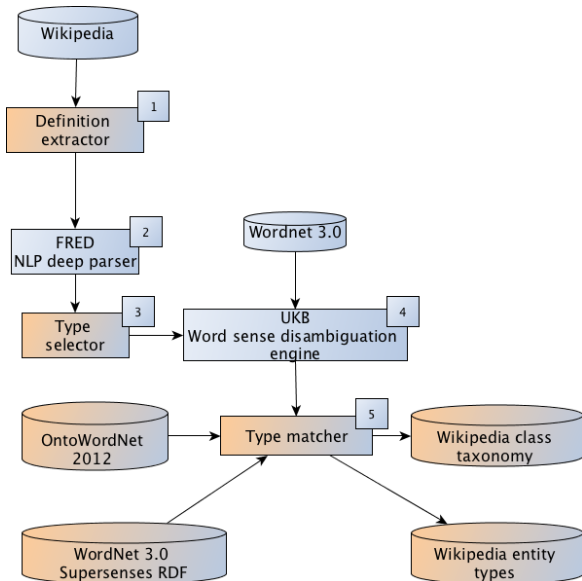 Wikipedia
1
Definition
extractor
2
FRED
NLP deep parser
Wordnet 3.0
3
Type
selector
4
UKB
Word sense disambiguation
engine
5
OntoWordNet
2012
Type matcher
Wikipedia class
taxonomy
WordNet 3.0
Supersenses RDF
Wikipedia entity
types